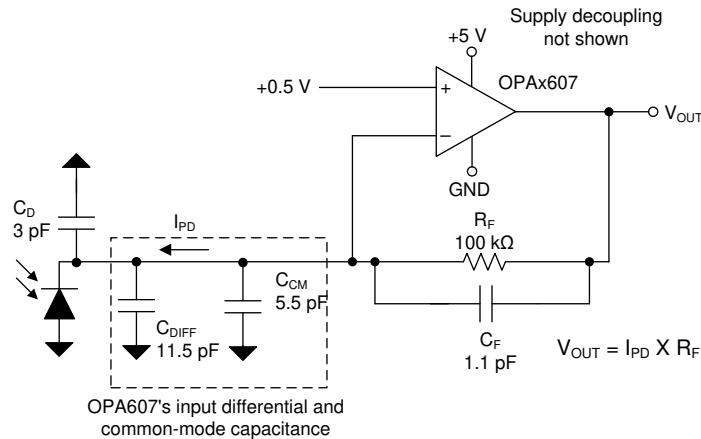 Supply decoupling
not shown
+5 V
OPAx607
+0.5 V
+
−
V_OUT
GND
C_D
3 pF
I_PD
R_F
100 kΩ
C_CM
5.5 pF
C_DIFF
11.5 pF
C_F
1.1 pF
V_OUT = I_PD X R_F
OPA607's input differential and
common-mode capacitance